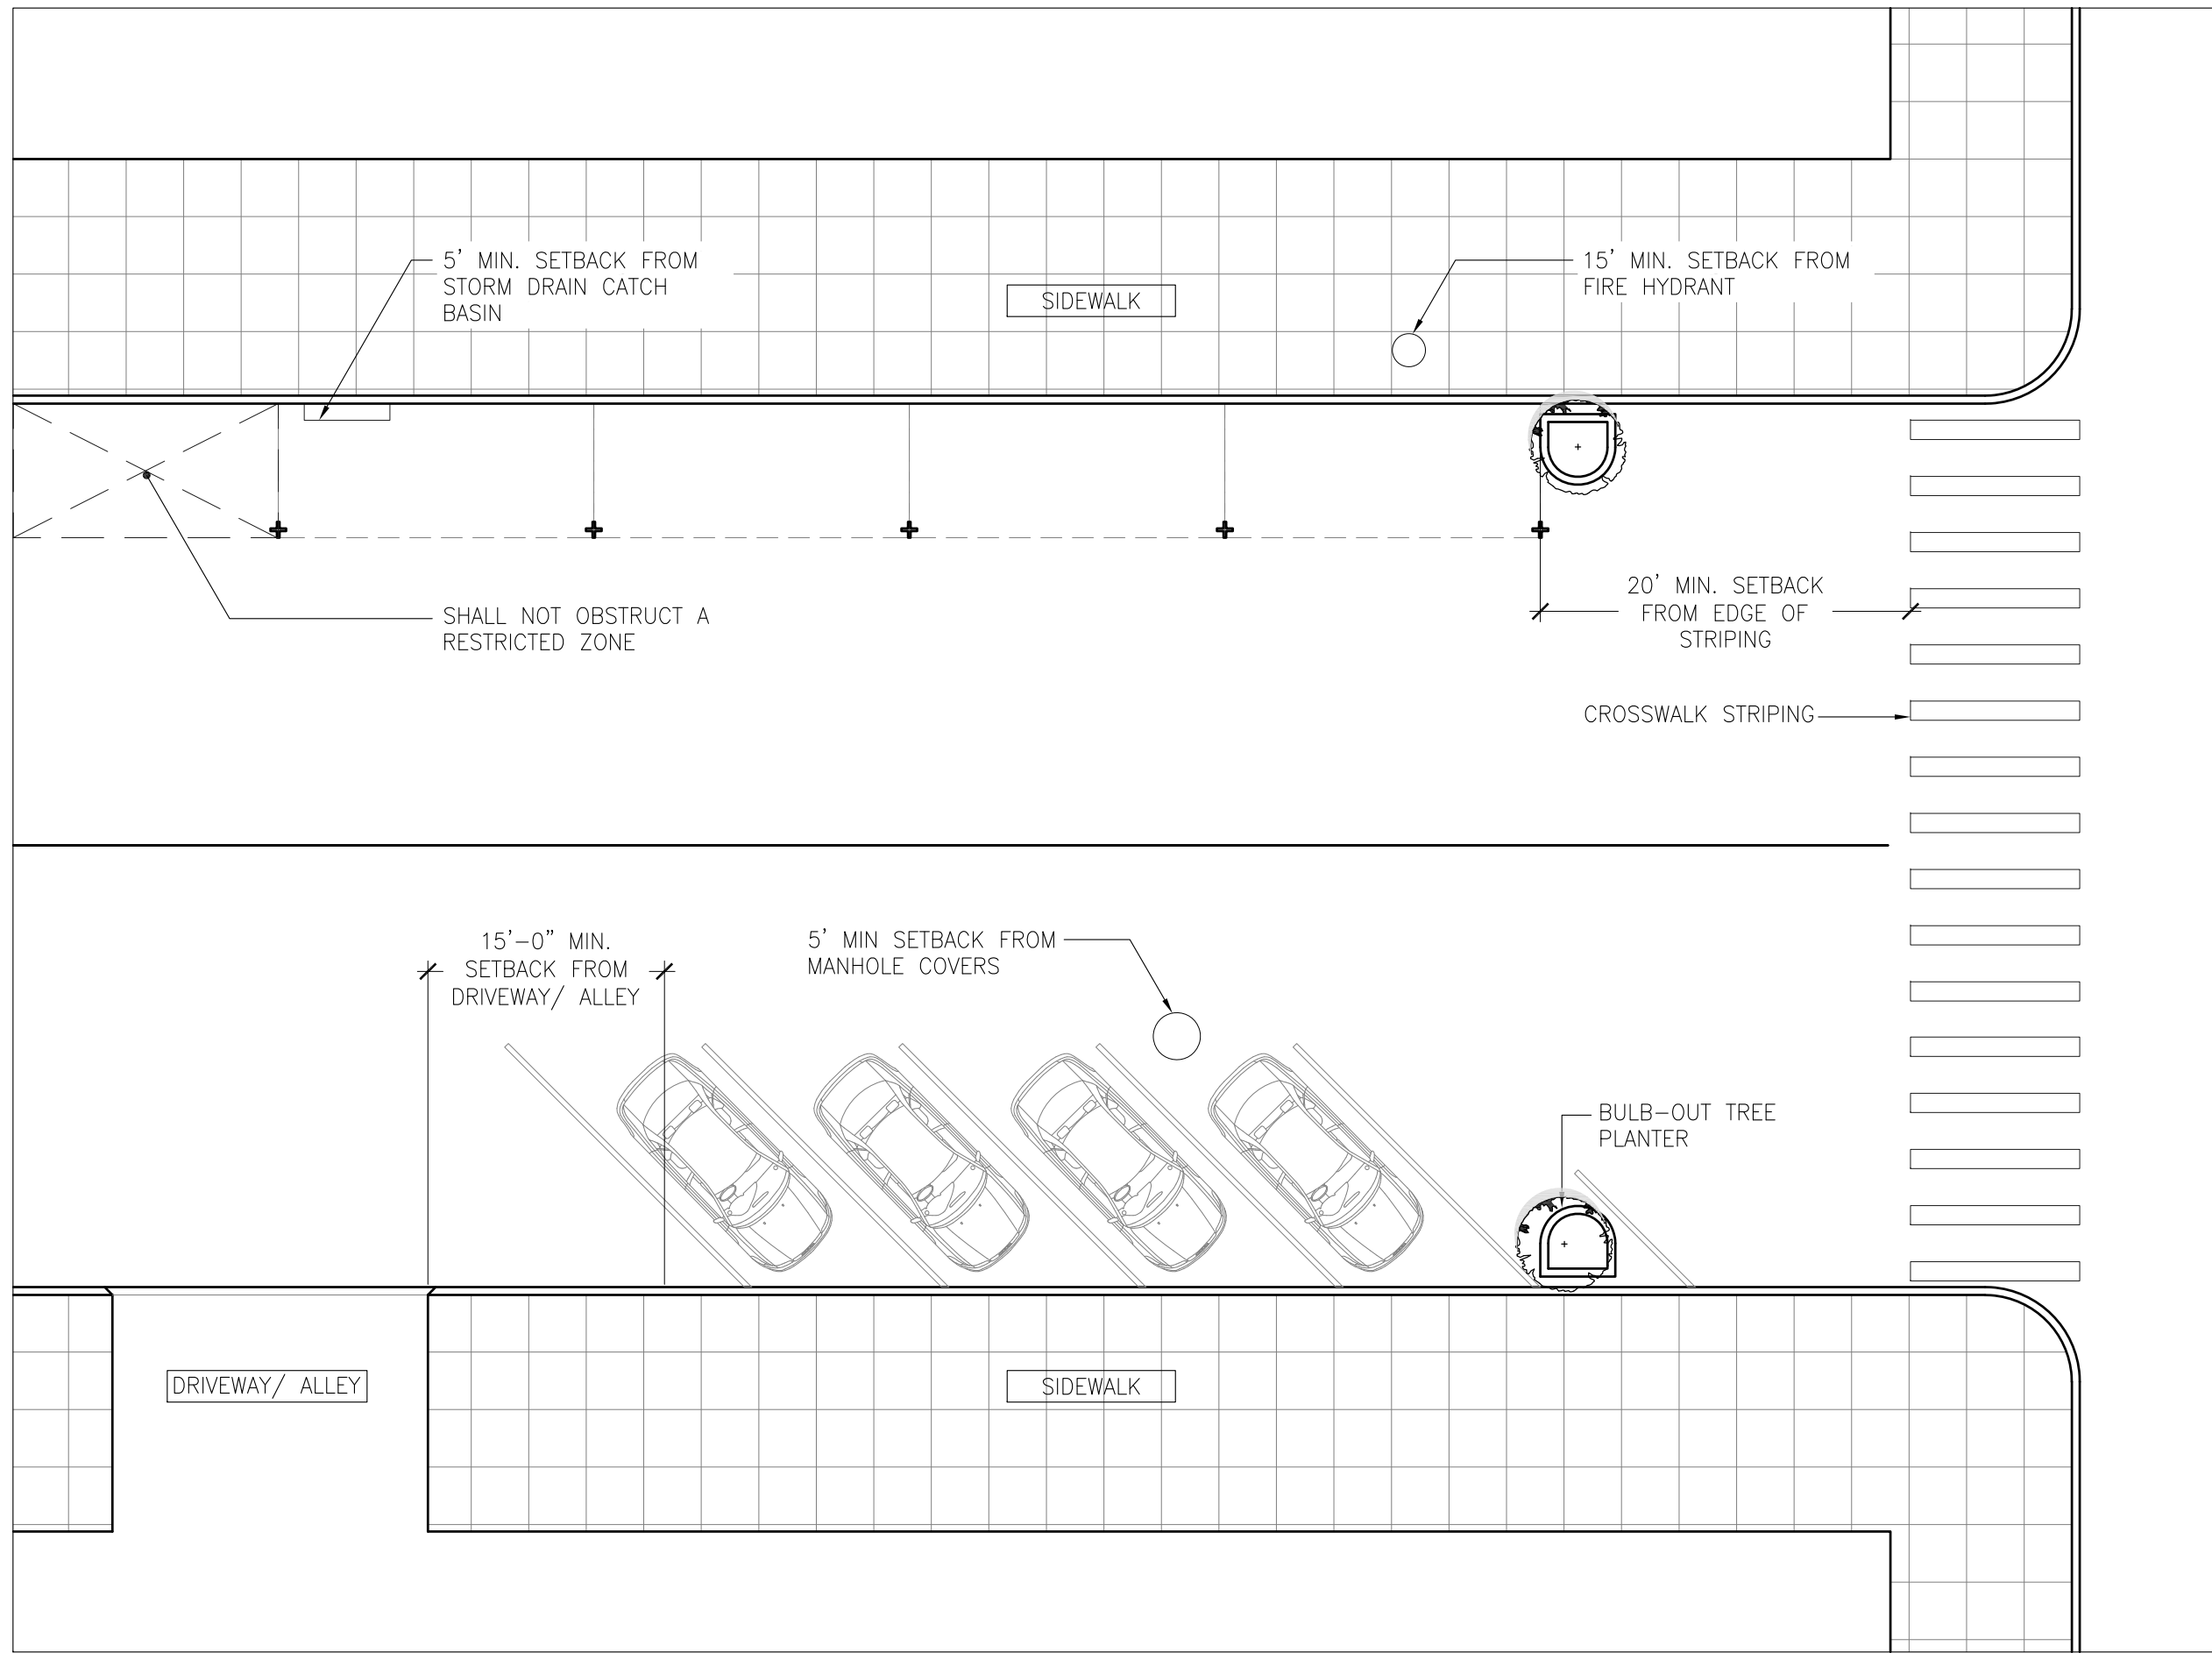 5' MIN. SETBACK FROM
STORM DRAIN CATCH
BASIN
SIDEWALK
15' MIN. SETBACK FROM
FIRE HYDRANT
SHALL NOT OBSTRUCT A
RESTRICTED ZONE
20' MIN. SETBACK
FROM EDGE OF
STRIPING
CROSSWALK STRIPING
15'-0" MIN.
SETBACK FROM
DRIVEWAY/ ALLEY
5' MIN SETBACK FROM
MANHOLE COVERS
BULB-OUT TREE
PLANTER
DRIVEWAY/ ALLEY
SIDEWALK